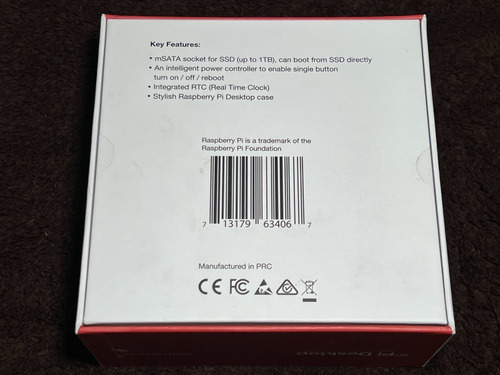 Key Features:
• mSATA socket for SSD (up to 1TB), can boot from SSD directly
• An intelligent power controller to enable single button
turn on / off / reboot
• Integrated RTC (Real Time Clock)
• Stylish Raspberry Pi Desktop case
Raspberry Pi is a trademark of the
Raspberry Pi Foundation
7 13179 63406 7
Manufactured in PRC
CE FC
Pi Desktop